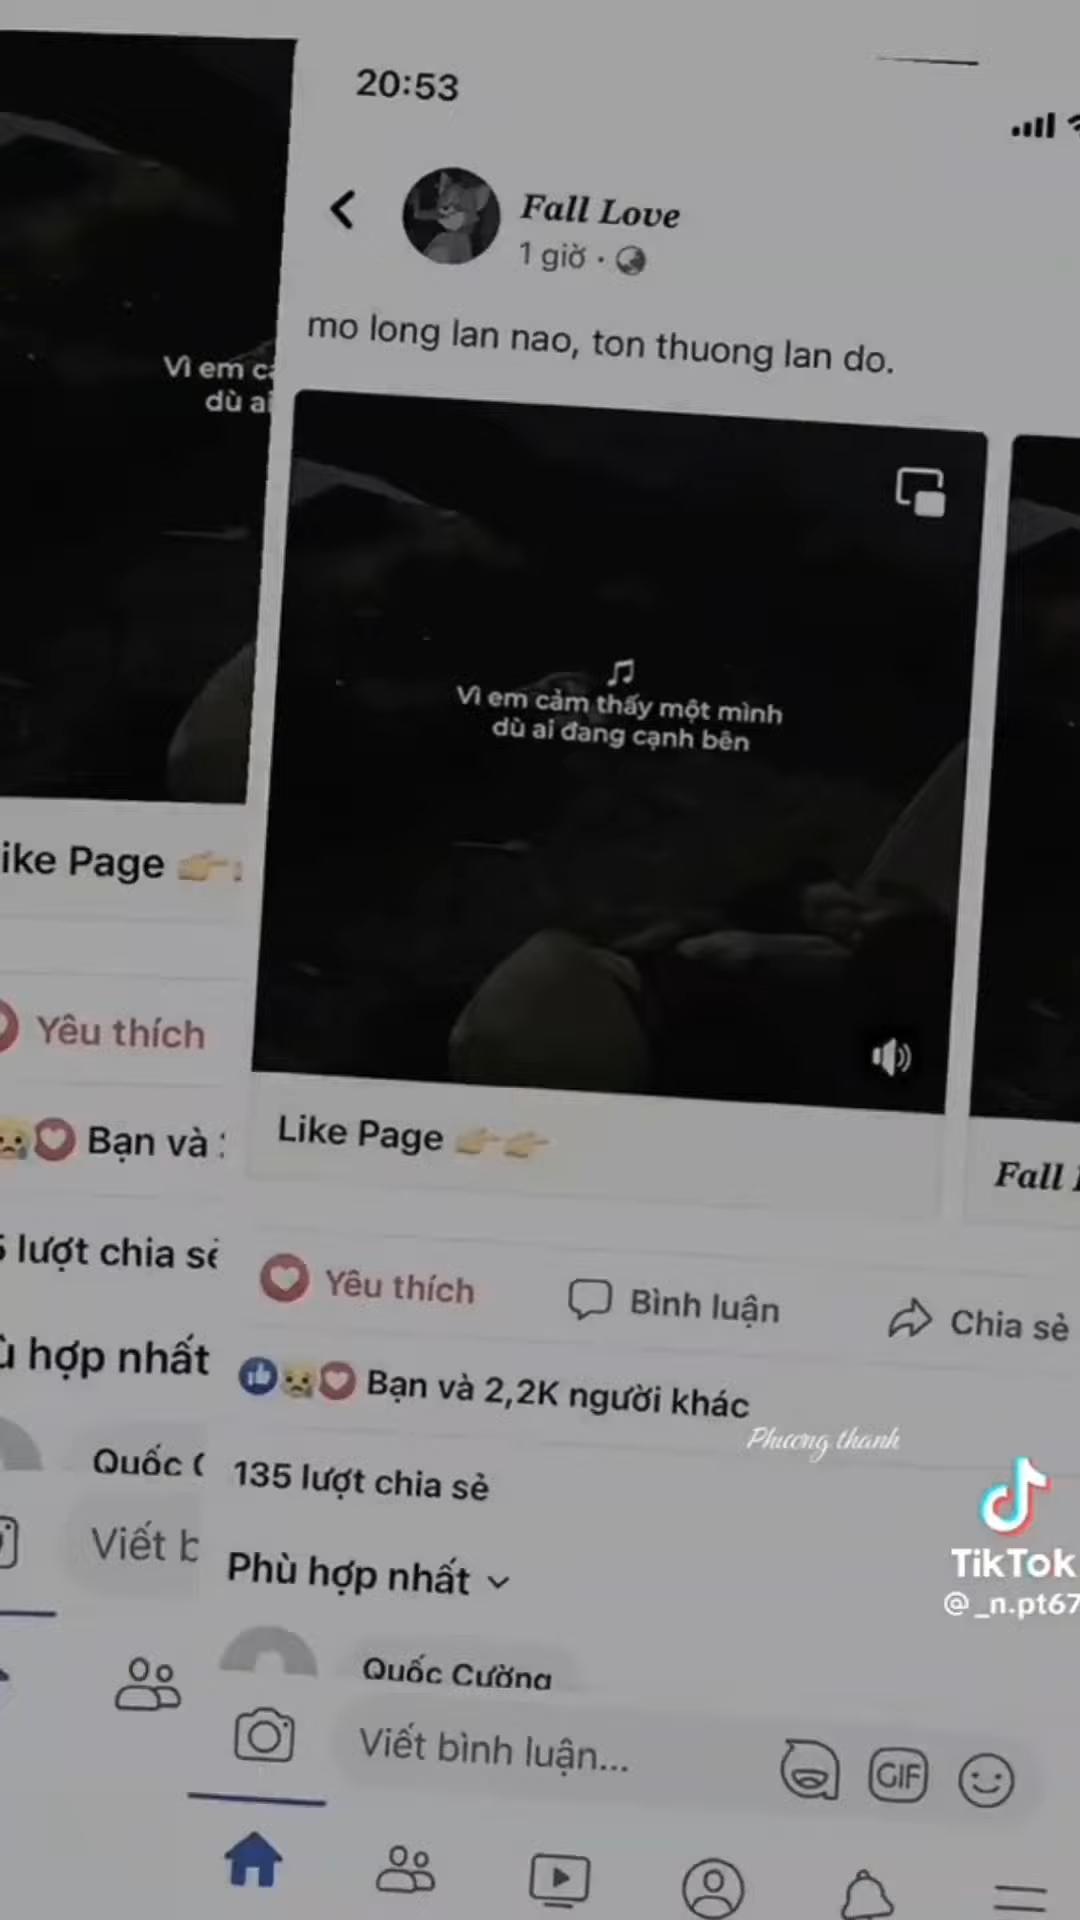 20:53
Fall Love
1 giờ ·
mo long lan nao, ton thuong lan do.
Vì em
dù ai
Vì em cảm thấy một mình
dù ai đang cạnh bên
ike Page
Like Page
Fall
Yêu thích
Bạn và
lượt chia sẻ
hợp nhất
Quốc
Viết
Yêu thích
Bình luận
Chia sẻ
Bạn và 2,2K người khác
Phương thanh
135 lượt chia sẻ
Phù hợp nhất
Quốc Cường
Viết bình luận...
GIF
TikTok
@_n.pt67